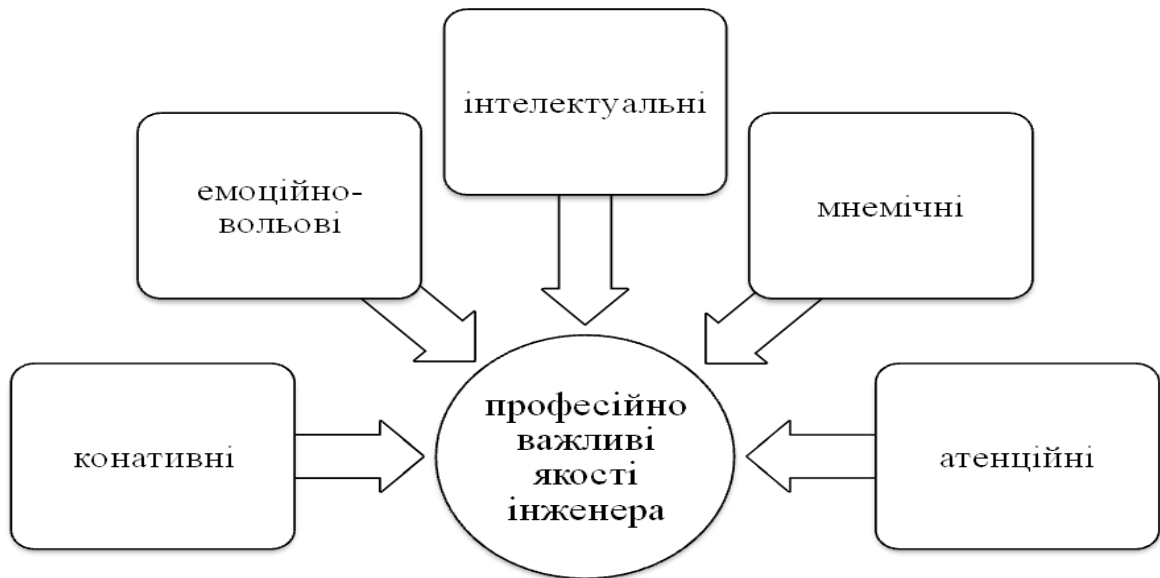 інтелектуальні
емоційно-
вольові
мнемічні
конативні
професійно
важливі
якості
інженера
атенційні